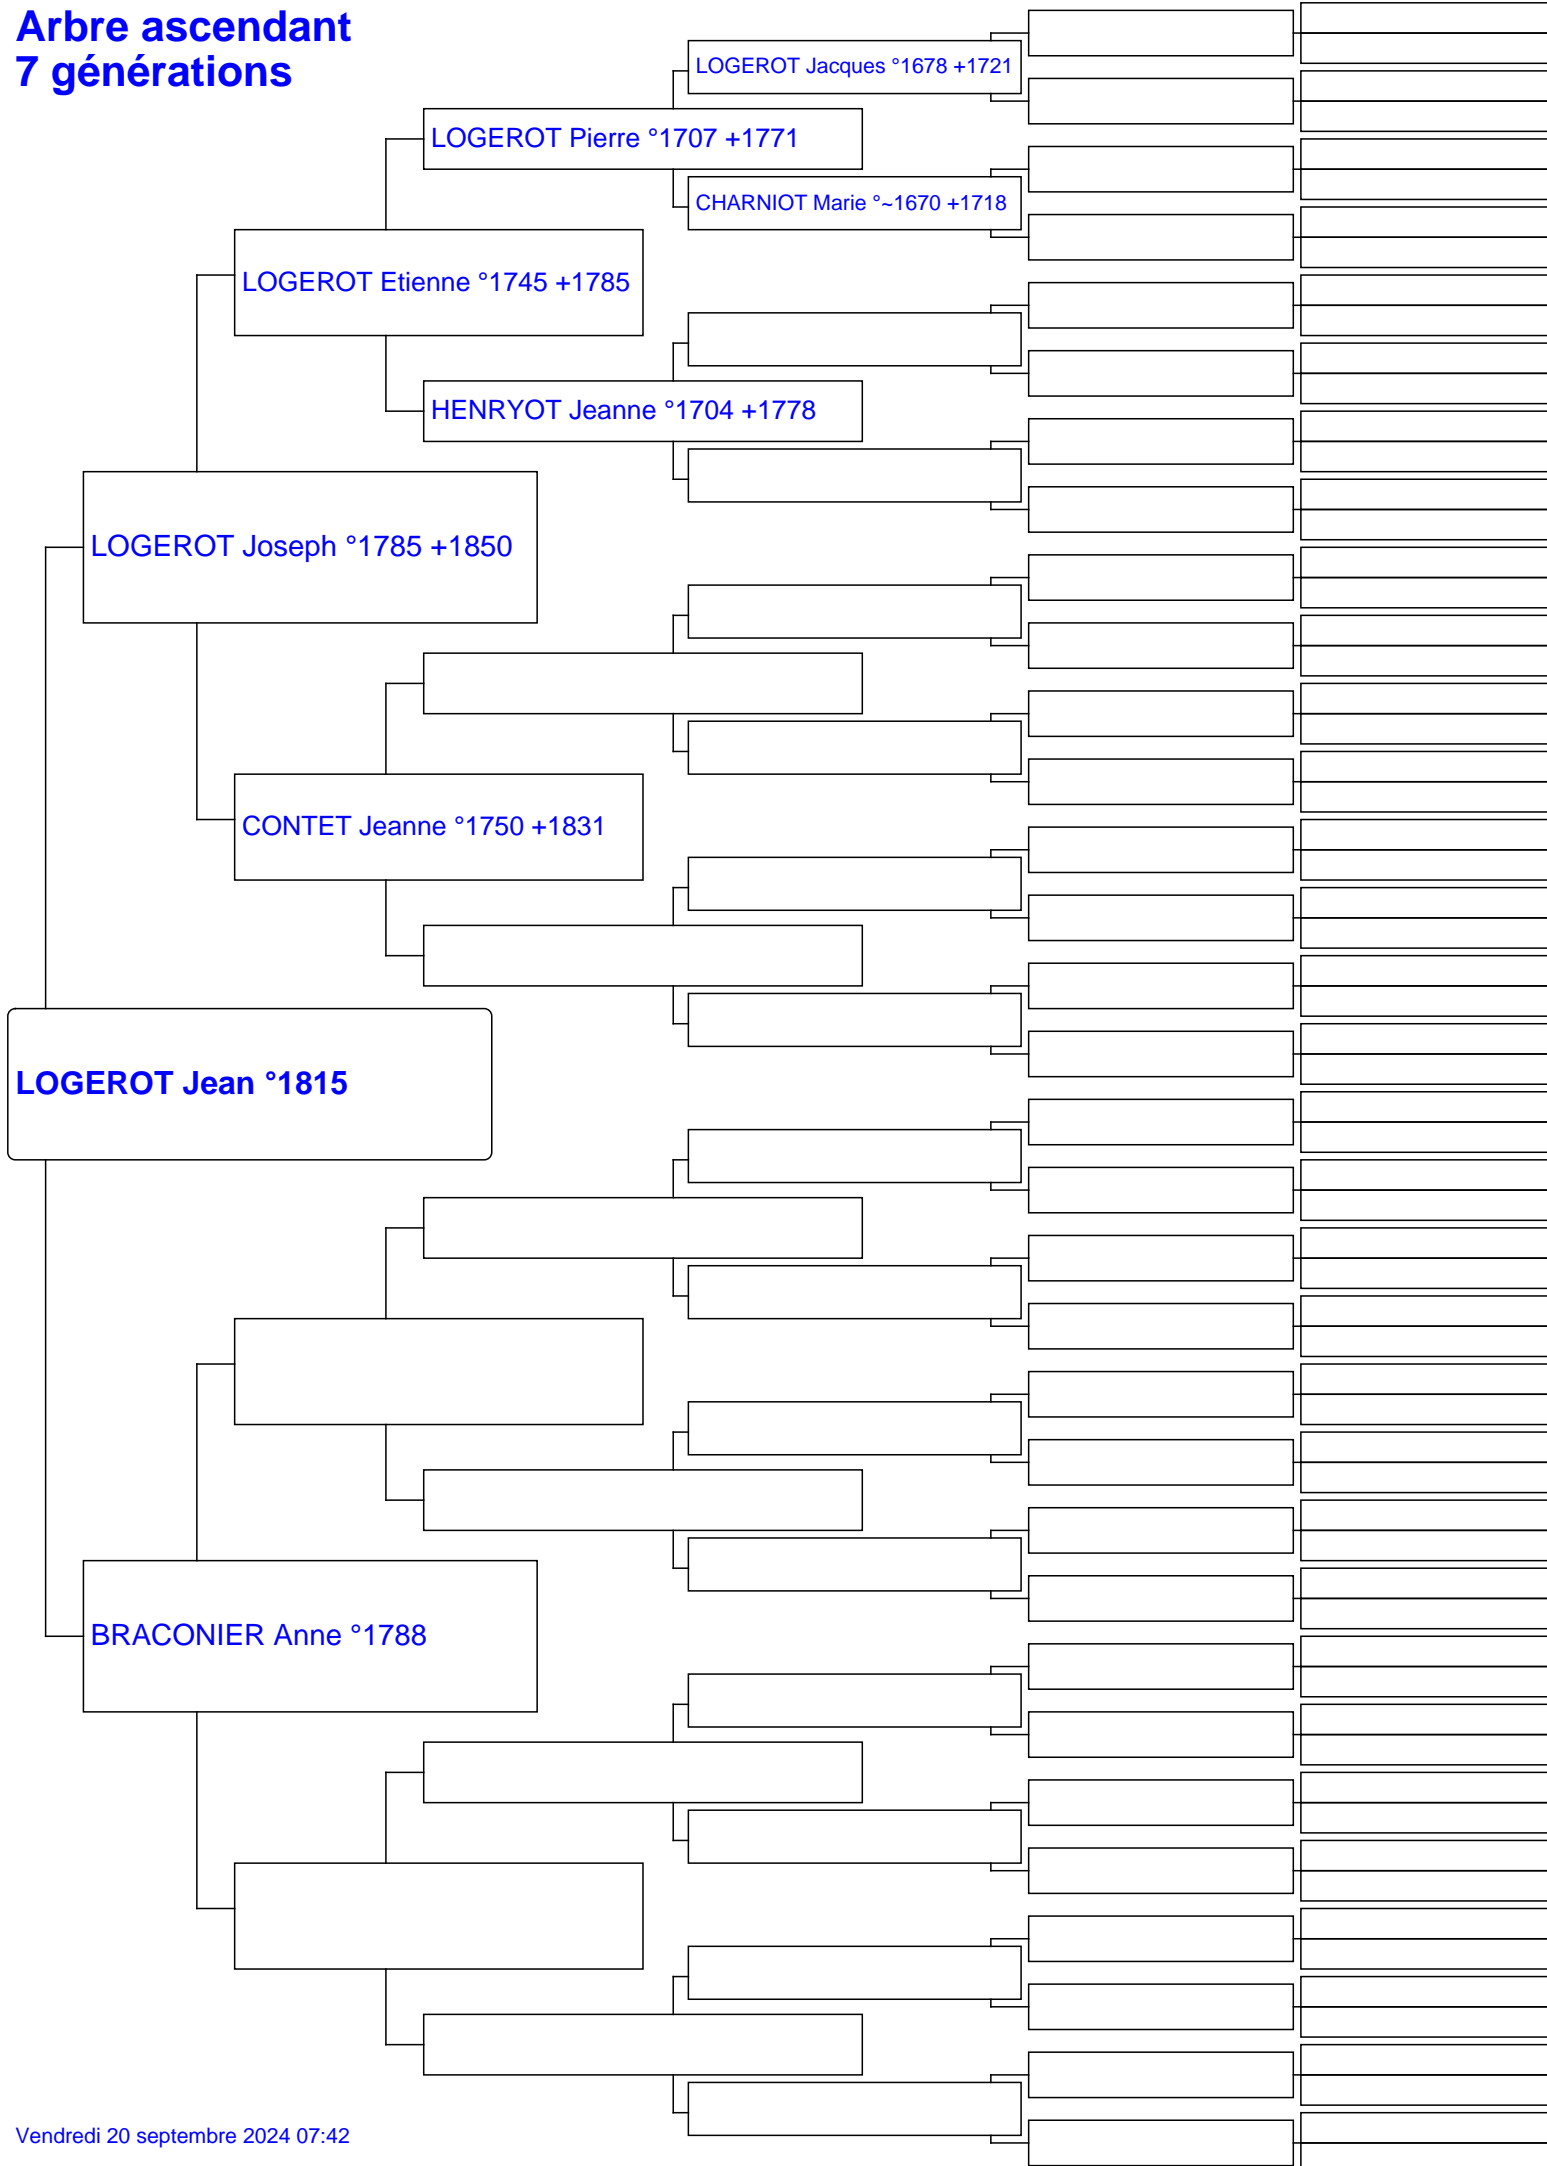 Arbre ascendant
7 générations
LOGEROT Jacques °1678 +1721
LOGEROT Pierre °1707 +1771
CHARNIOT Marie °~1670 +1718
LOGEROT Etienne °1745 +1785
HENRYOT Jeanne °1704 +1778
LOGEROT Joseph °1785 +1850
CONTET Jeanne °1750 +1831
LOGEROT Jean °1815
BRACONIER Anne °1788
Vendredi 20 septembre 2024 07:42